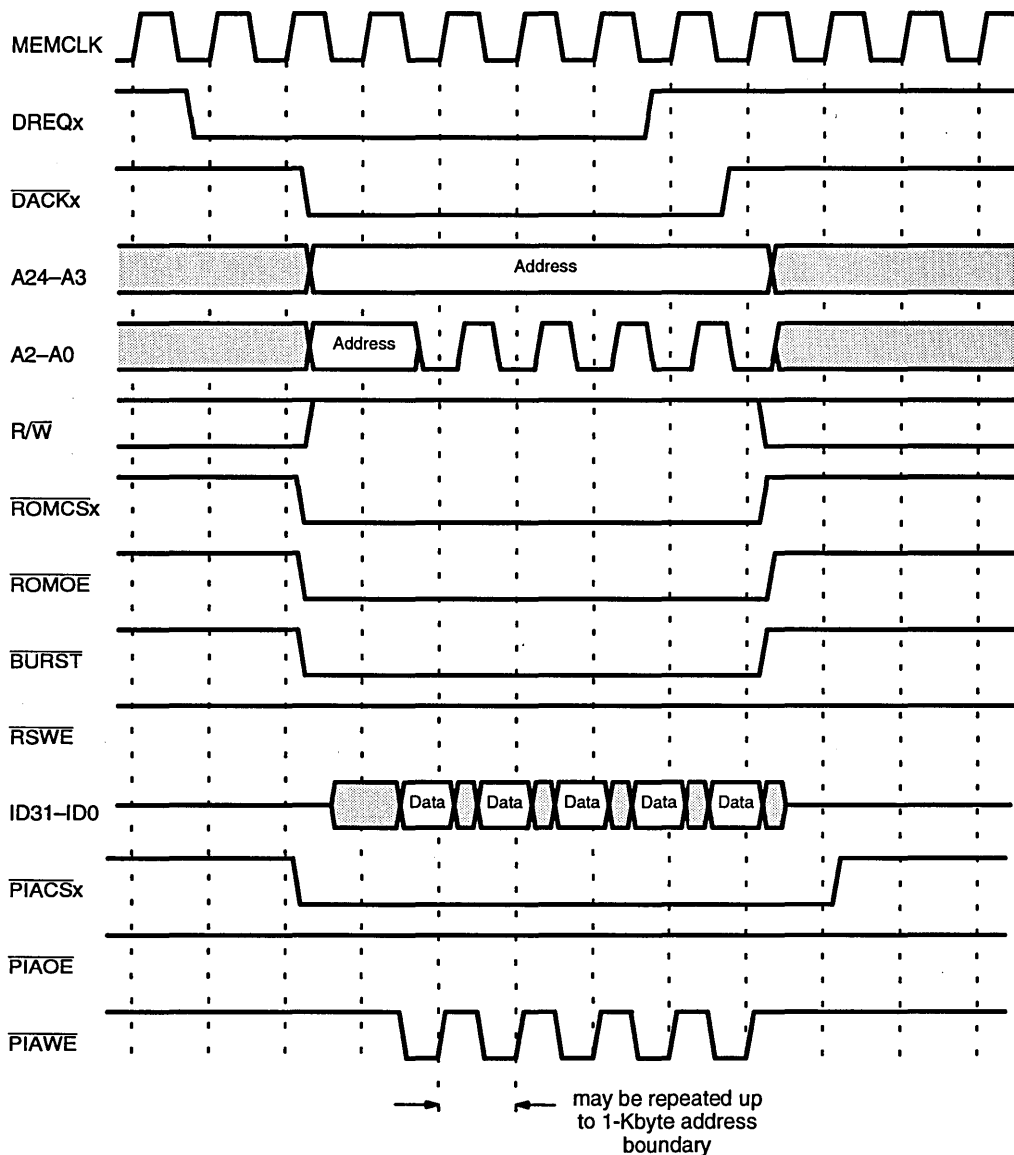 MEMCLK
DREQx
DACKx
A24–A3
Address
A2–A0
Address
R/W
ROMCSx
ROMOE
BURST
RSWE
ID31–ID0
Data
Data
Data
Data
Data
PIACSx
PIAOE
PIAWE
may be repeated up
to 1-Kbyte address
boundary